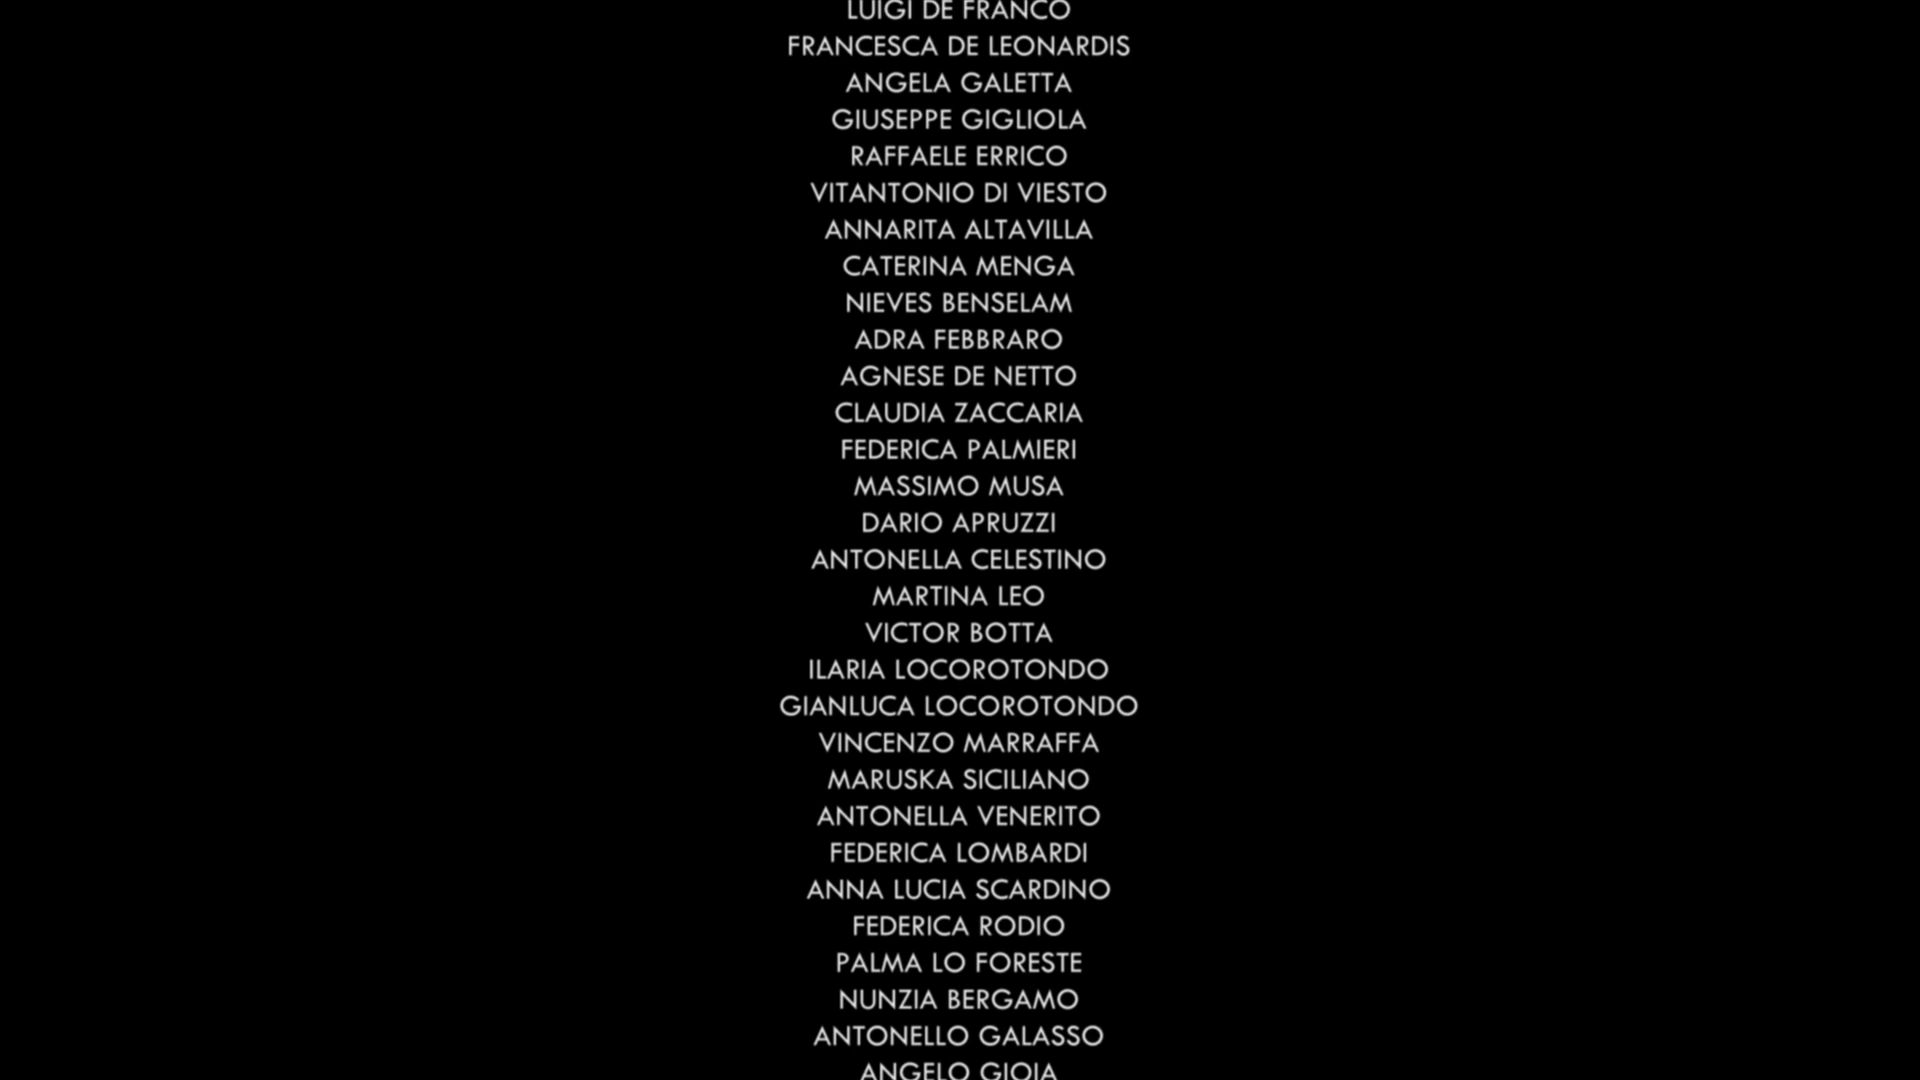 LUIGI DE FRANCO
FRANCESCA DE LEONARDIS
ANGELA GALETTA
GIUSEPPE GIGLIOLA
RAFFAELE ERRICO
VITANTONIO DI VIESTO
ANNARITA ALTAVILLA
CATERINA MENGA
NIEVES BENSELAM
ADRA FEBBRARO
AGNESE DE NETTO
CLAUDIA ZACCARIA
FEDERICA PALMIERI
MASSIMO MUSA
DARIO APRUZZI
ANTONELLA CELESTINO
MARTINA LEO
VICTOR BOTTA
ILARIA LOCOROTONDO
GIANLUCA LOCOROTONDO
VINCENZO MARRAFFA
MARUSKA SICILIANO
ANTONELLA VENERITO
FEDERICA LOMBARDI
ANNA LUCIA SCARDINO
FEDERICA RODIO
PALMA LO FORESTE
NUNZIA BERGAMO
ANTONELLO GALASSO
ANGELO GIOIA